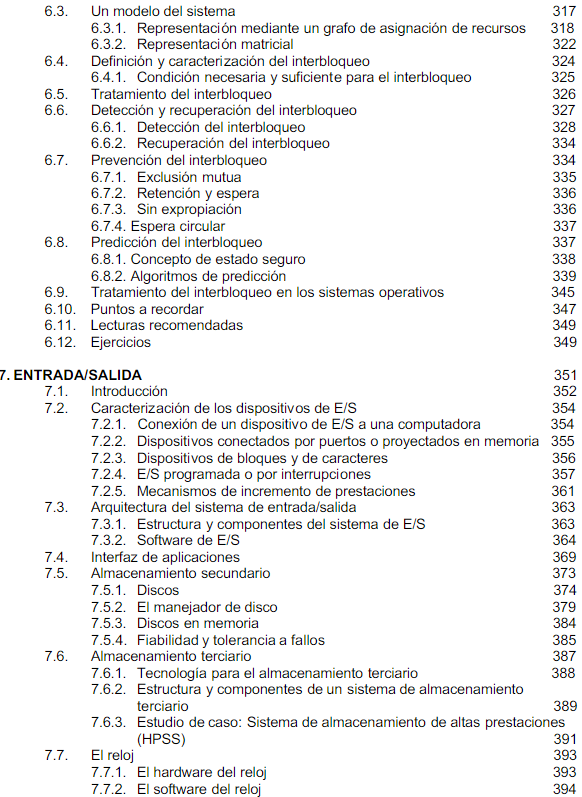 6.3. Un modelo del sistema 317
6.3.1. Representación mediante un grafo de asignación de recursos 318
6.3.2. Representación matricial 322
6.4. Definición y caracterización del interbloqueo 324
6.4.1. Condición necesaria y suficiente para el interbloqueo 325
6.5. Tratamiento del interbloqueo 326
6.6. Detección y recuperación del interbloqueo 327
6.6.1. Detección del interbloqueo 328
6.6.2. Recuperación del interbloqueo 334
6.7. Prevención del interbloqueo 334
6.7.1. Exclusión mutua 335
6.7.2. Retención y espera 336
6.7.3. Sin expropiación 336
6.7.4. Espera circular 337
6.8. Predicción del interbloqueo 337
6.8.1. Concepto de estado seguro 338
6.8.2. Algoritmos de predicción 339
6.9. Tratamiento del interbloqueo en los sistemas operativos 345
6.10. Puntos a recordar 347
6.11. Lecturas recomendadas 349
6.12. Ejercicios 349
7. ENTRADA/SALIDA 351
7.1. Introducción 352
7.2. Caracterización de los dispositivos de E/S 354
7.2.1. Conexión de un dispositivo de E/S a una computadora 354
7.2.2. Dispositivos conectados por puertos o proyectados en memoria 355
7.2.3. Dispositivos de bloques y de caracteres 356
7.2.4. E/S programada o por interrupciones 357
7.2.5. Mecanismos de incremento de prestaciones 361
7.3. Arquitectura del sistema de entrada/salida 363
7.3.1. Estructura y componentes del sistema de E/S 363
7.3.2. Software de E/S 364
7.4. Interfaz de aplicaciones 369
7.5. Almacenamiento secundario 373
7.5.1. Discos 374
7.5.2. El manejador de disco 379
7.5.3. Discos en memoria 384
7.5.4. Fiabilidad y tolerancia a fallos 385
7.6. Almacenamiento terciario 387
7.6.1. Tecnología para el almacenamiento terciario 388
7.6.2. Estructura y componentes de un sistema de almacenamiento
terciario 389
7.6.3. Estudio de caso: Sistema de almacenamiento de altas prestaciones
(HPSS) 391
7.7. El reloj 393
7.7.1. El hardware del reloj 393
7.7.2. El software del reloj 394